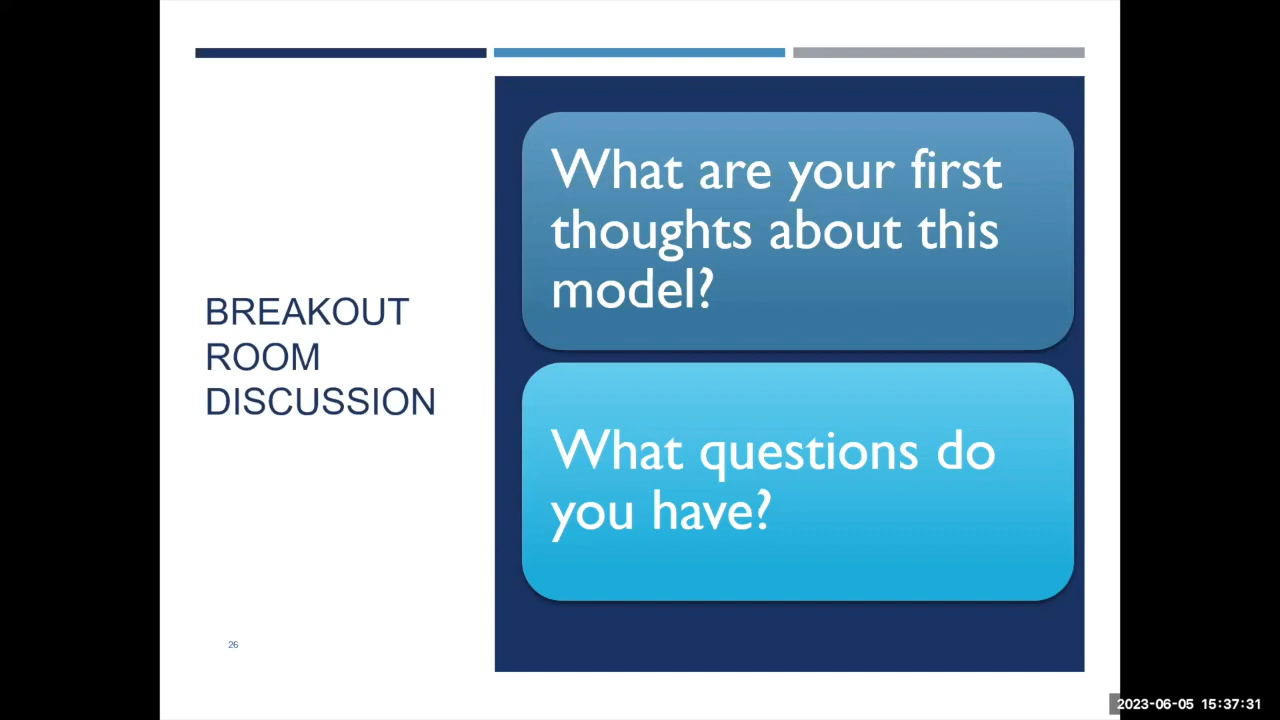 BREAKOUT
ROOM
DISCUSSION
What are your first
thoughts about this
model?
What questions do
you have?
26
2023-06-05 15:37:31